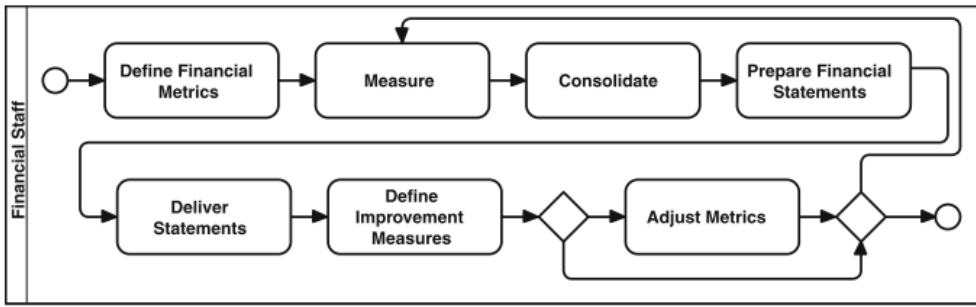 Financial Staff
Define Financial
Metrics
Measure
Consolidate
Prepare Financial
Statements
Deliver
Statements
Define
Improvement
Measures
Adjust Metrics